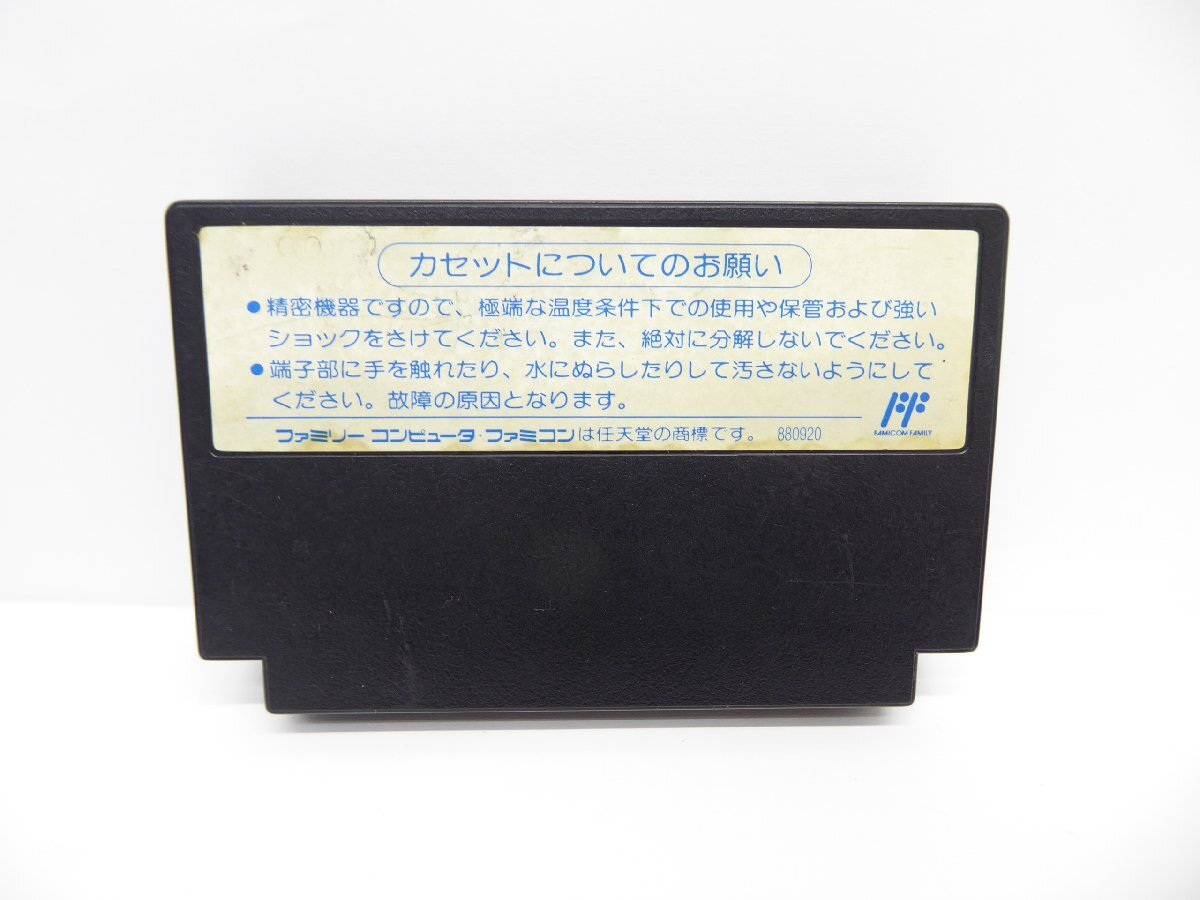 カセットについてのお願い
●精密機器ですので、極端な温度条件下での使用や保管および強い
ショックをさけてください。また、絶対に分解しないでください。
●端子部に手を触れたり、水にぬらしたりして汚さないようにして
ください。故障の原因となります。
FF
FAMICOM FAMILY
ファミリー コンピュータ・ファミコンは任天堂の商標です。 880920